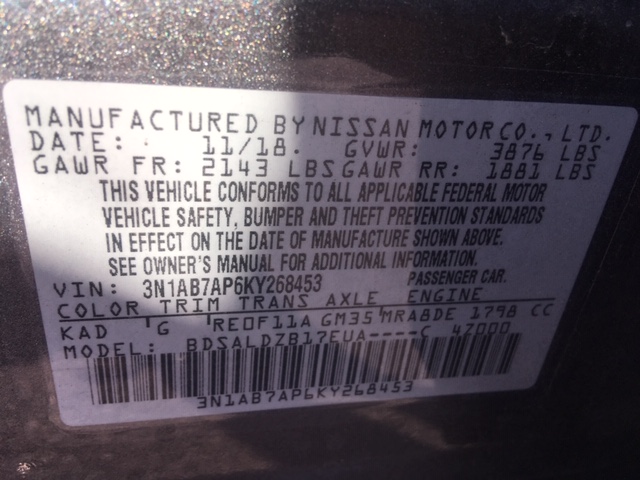 MANUFACTURED BY NISSAN MOTOR CO., LTD.
DATE: 11/18. GVWR: 3876 LBS
GAWR FR: 2143 LBS GAWR RR: 1881 LBS
THIS VEHICLE CONFORMS TO ALL APPLICABLE FEDERAL MOTOR
VEHICLE SAFETY, BUMPER AND THEFT PREVENTION STANDARDS
IN EFFECT ON THE DATE OF MANUFACTURE SHOWN ABOVE.
SEE OWNER'S MANUAL FOR ADDITIONAL INFORMATION.
VIN: 3N1AB7AP6KY268453 PASSENGER CAR.
COLOR TRIM TRANS AXLE ENGINE
KAD G RE0F11A GM35 MRA8DE 1798 CC
MODEL: BDSALDZB17EUA----C 47000
3N1AB7AP6KY268453